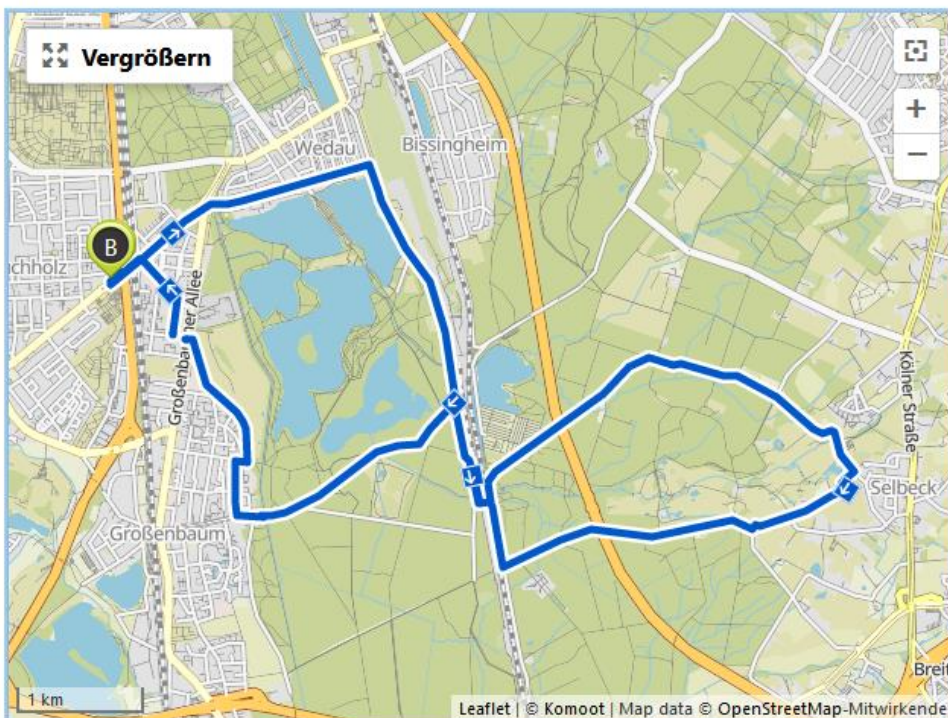 Vergrößern
Wedau
Bissingheim
B
chholz
Großenbaumer Allee
+
−
Kölner Straße
Selbeck
Großenbaum
Breit
1 km
Leaflet | © Komoot | Map data © OpenStreetMap-Mitwirkende